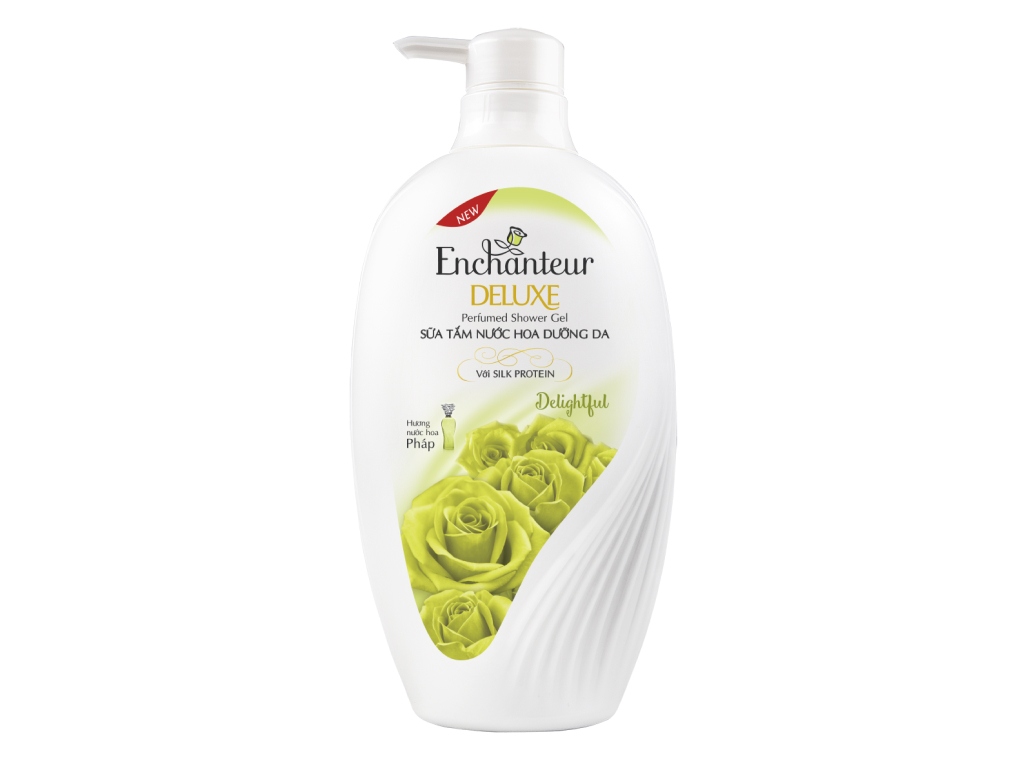 NEW
Enchanteur
DELUXE
Perfumed Shower Gel
SỮA TẮM NƯỚC HOA DƯỠNG DA
Với SILK PROTEIN
Delightful
Hương
nước hoa
Pháp